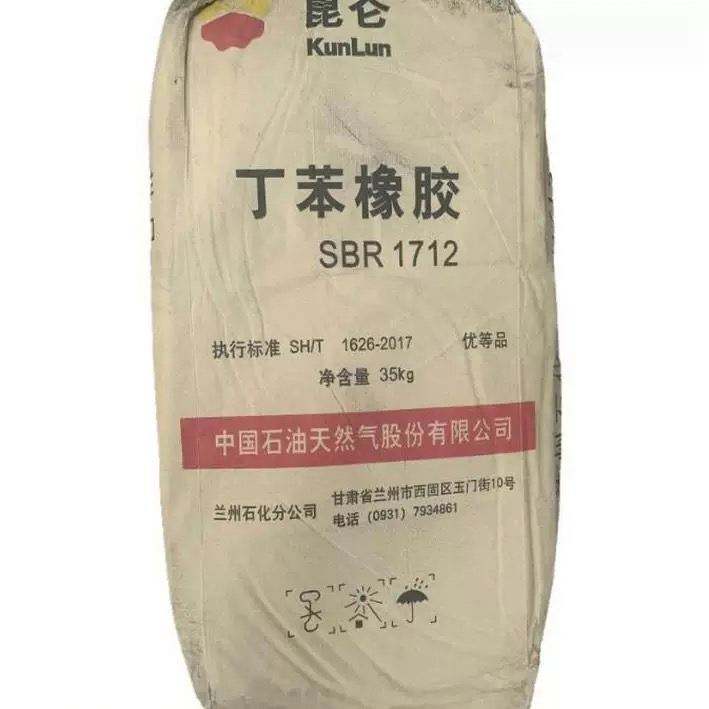 昆仑
KunLun
丁苯橡胶
SBR 1712
执行标准 SH/T 1626-2017 优等品
净含量 35kg
中国石油天然气股份有限公司
兰州石化分公司
甘肃省兰州市西固区玉门街10号
电话 (0931) 7934861